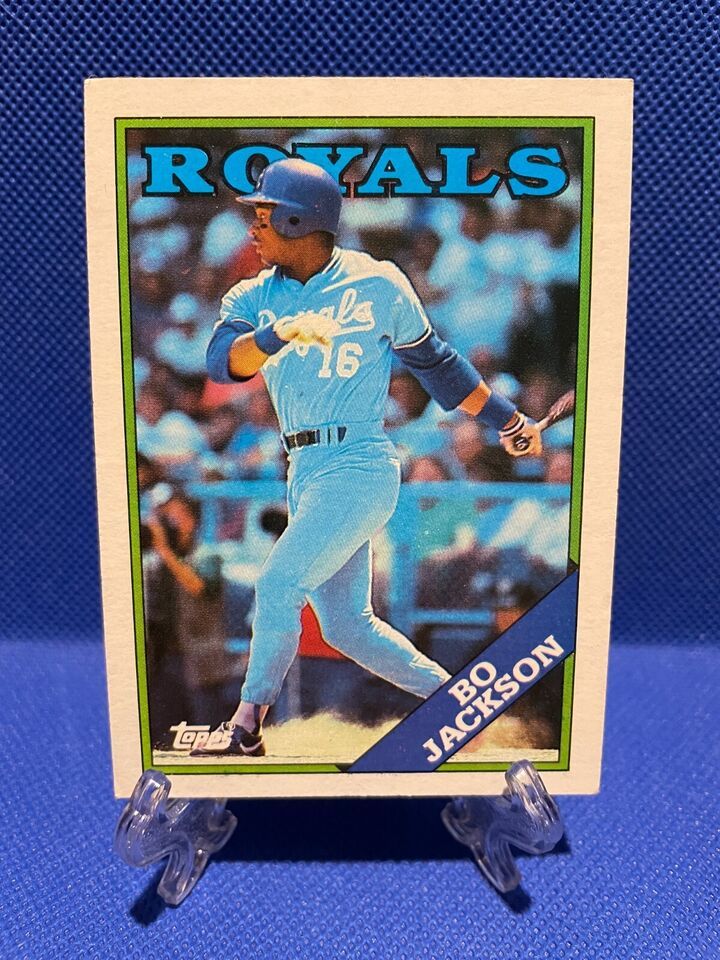 ROYALS
Royals
16
BO
JACKSON
Topps